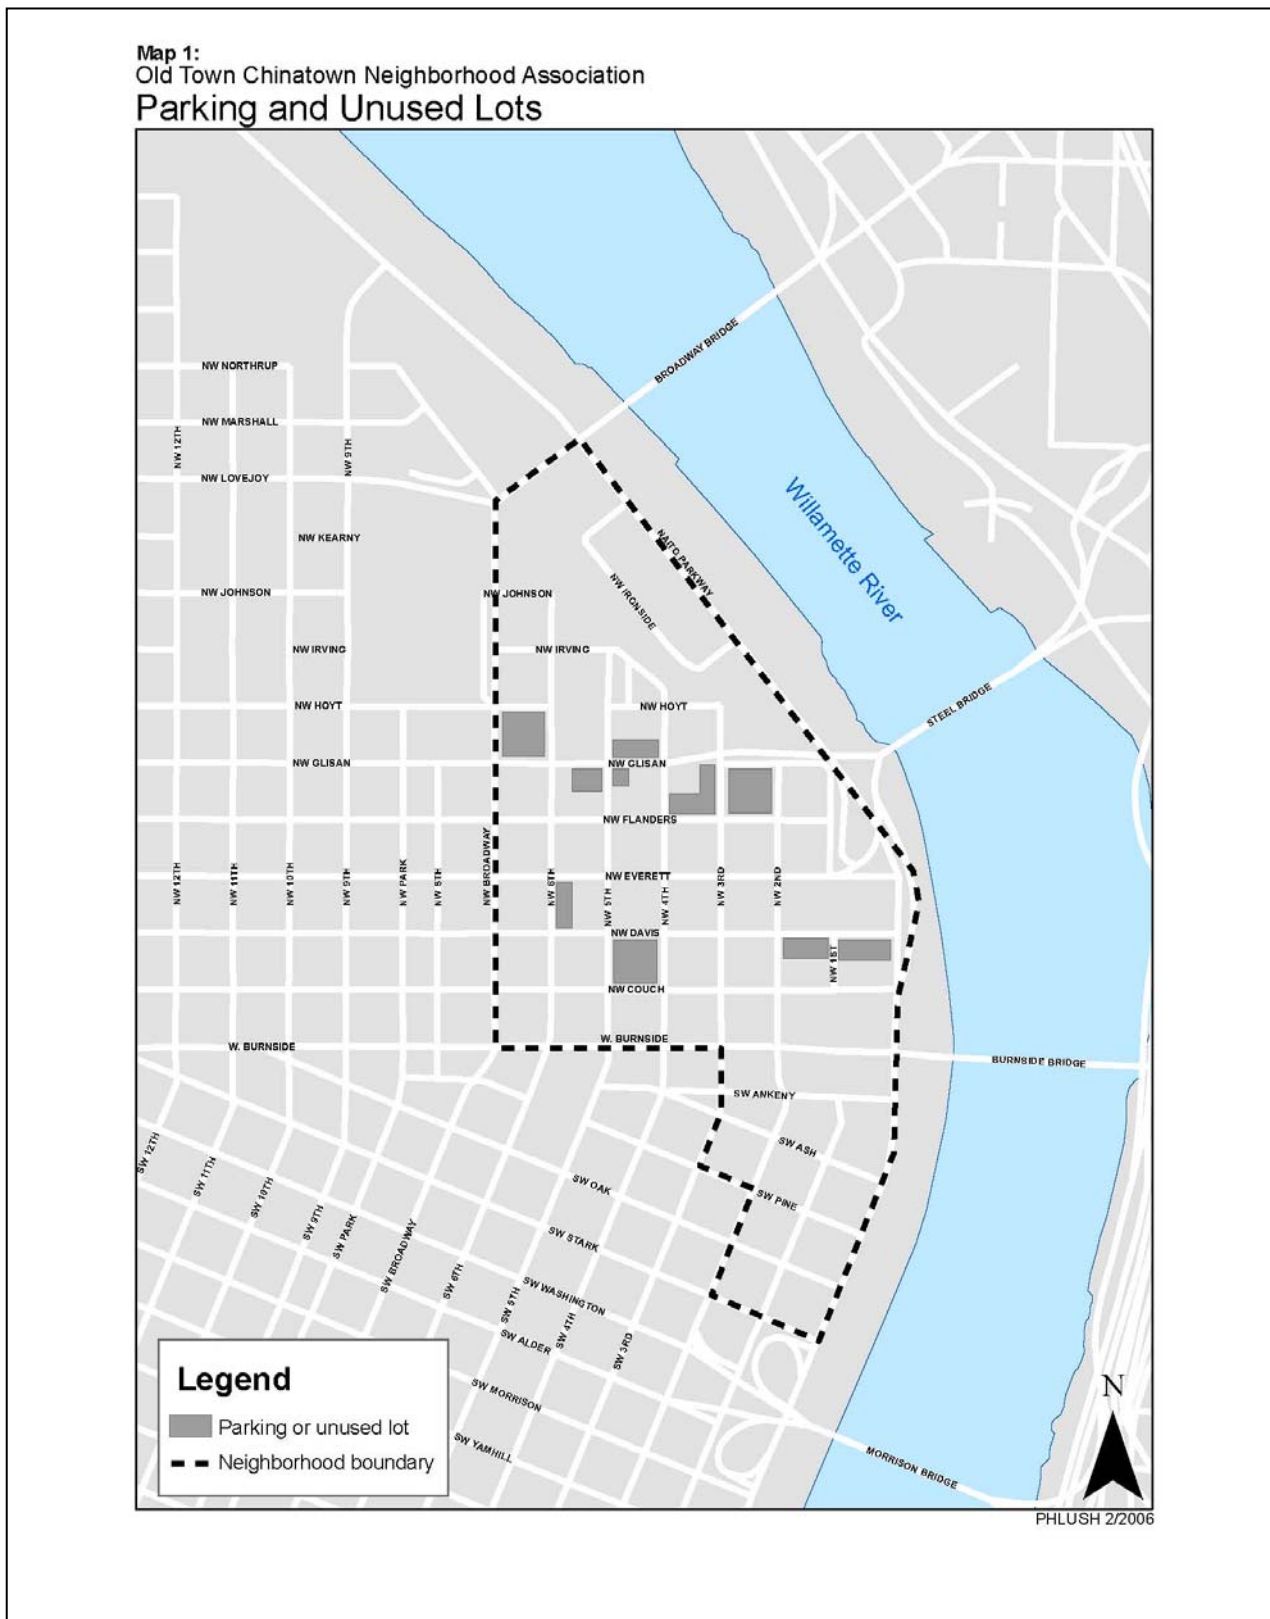 Map 1:
Old Town Chinatown Neighborhood Association
Parking and Unused Lots
BROADWAY BRIDGE
NW NORTHRUP
NW MARSHALL
NW 12TH
NW 9TH
NW LOVEJOY
Willamette River
NW KEARNY
NAITO PARKWAY
NW JOHNSON
NW JOHNSON
NW IRONSIDE
NW IRVING
NW IRVING
NW HOYT
NW HOYT
STEEL BRIDGE
NW GLISAN
NW GLISAN
NW FLANDERS
NW 12TH
NW 11TH
NW 10TH
NW 9TH
NW PARK
NW 8TH
NW BROADWAY
NW 6TH
NW 5TH
NW EVERETT
NW 4TH
NW 3RD
NW 2ND
NW DAVIS
NW 1ST
NW COUCH
W. BURNSIDE
W. BURNSIDE
BURNSIDE BRIDGE
SW ANKENY
SW ASH
SW 12TH
SW 11TH
SW 10TH
SW 9TH
SW PARK
SW BROADWAY
SW OAK
SW PINE
SW STARK
SW 6TH
SW WASHINGTON
SW 5TH
SW 4TH
SW 3RD
SW ALDER
SW MORRISON
SW YAMHILL
MORRISON BRIDGE
Legend
Parking or unused lot
Neighborhood boundary
N
PHLUSH 2/2006